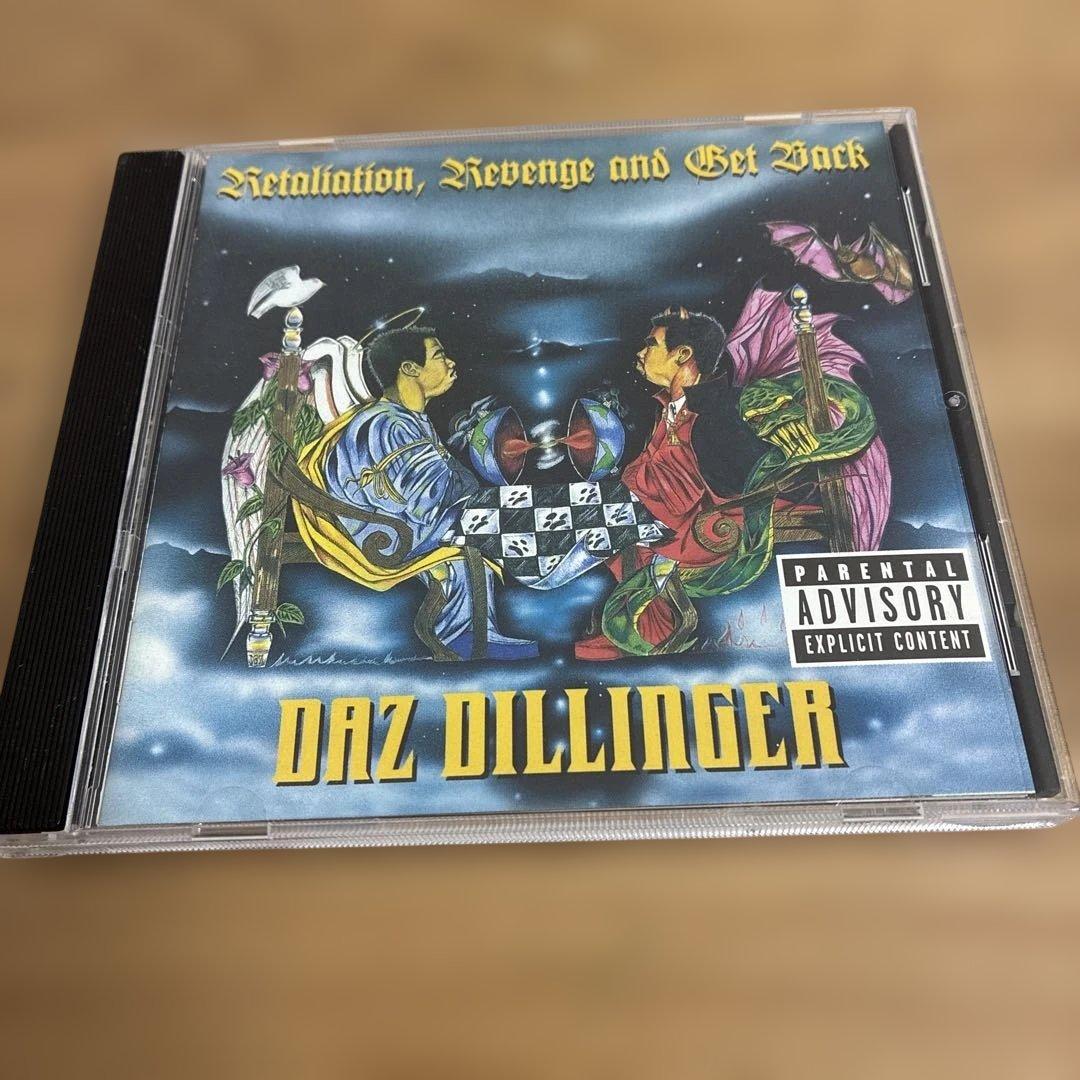 Retaliation, Revenge and Get Back
PARENTAL
ADVISORY
EXPLICIT CONTENT
DAZ DILLINGER